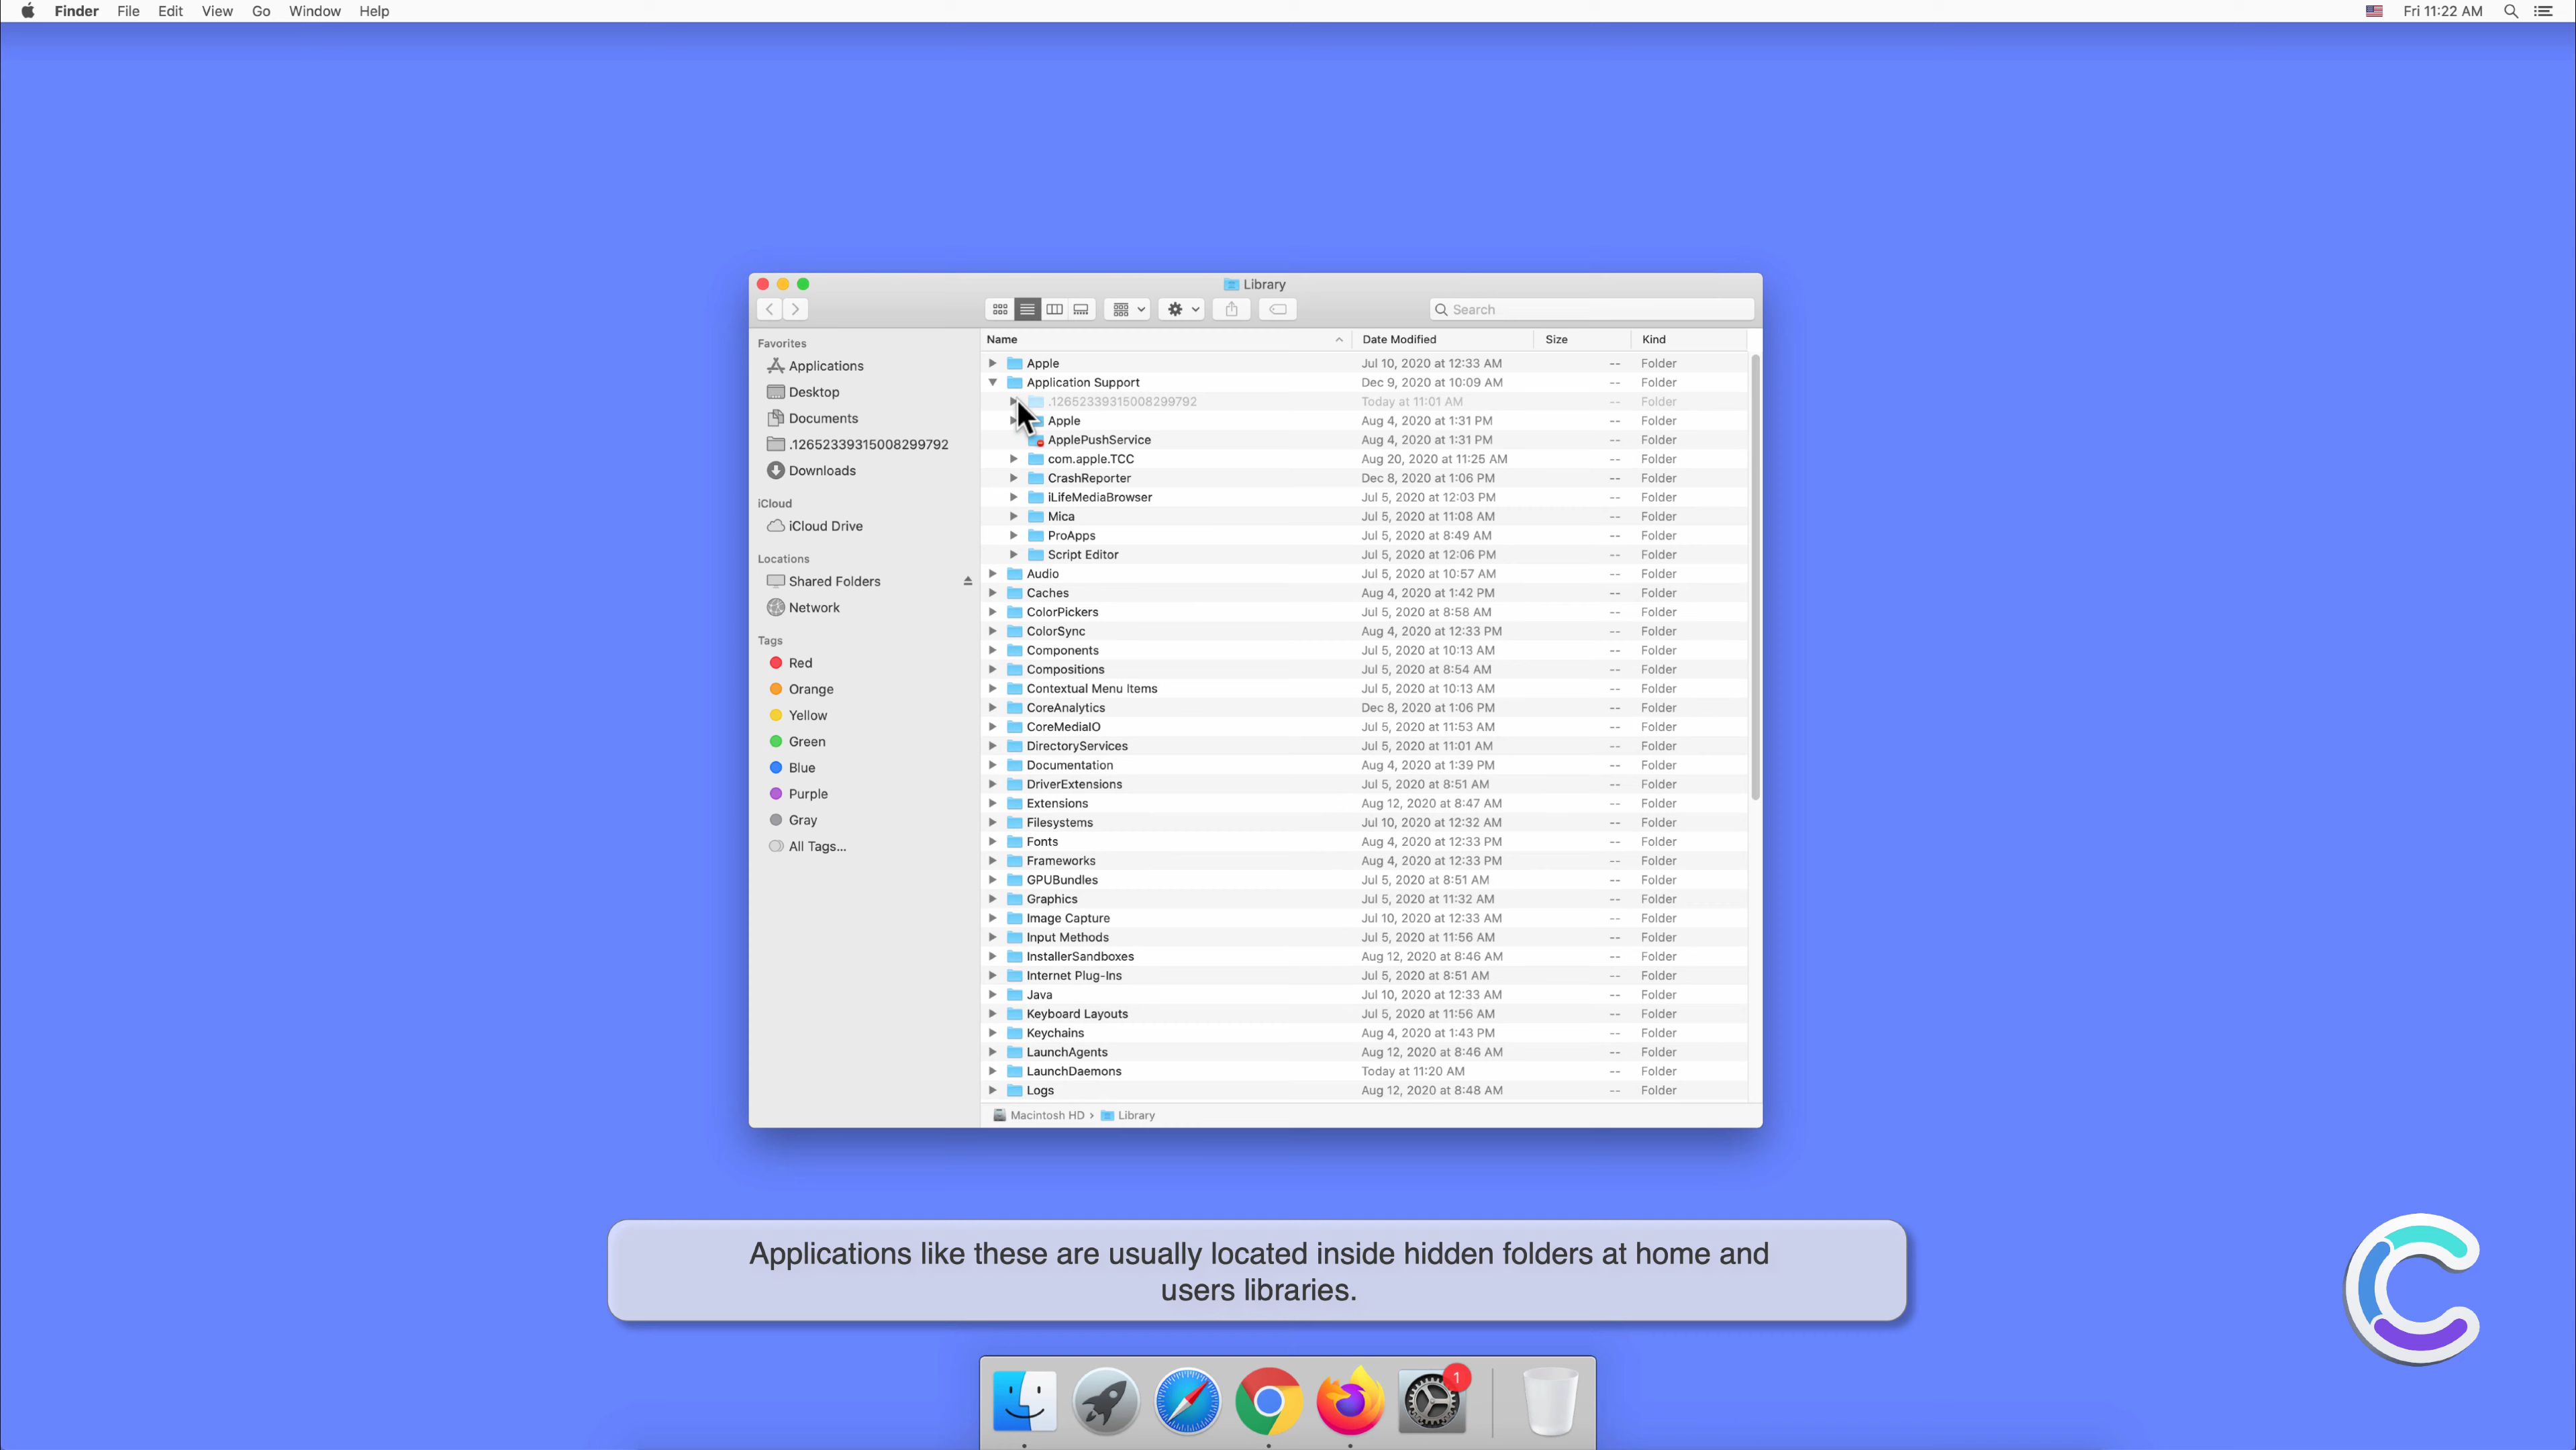 Finder File Edit View Go Window Help Fri 11:22 AM
Library
Search
Favorites
Applications
Desktop
Documents
.12652339315008299792
Downloads
iCloud
iCloud Drive
Locations
Shared Folders
Network
Tags
Red
Orange
Yellow
Green
Blue
Purple
Gray
All Tags...
Name Date Modified Size Kind
Apple Jul 10, 2020 at 12:33 AM -- Folder
Application Support Dec 9, 2020 at 10:09 AM -- Folder
.12652339315008299792 Today at 11:01 AM -- Folder
Apple Aug 4, 2020 at 1:31 PM -- Folder
ApplePushService Aug 4, 2020 at 1:31 PM -- Folder
com.apple.TCC Aug 20, 2020 at 11:25 AM -- Folder
CrashReporter Dec 8, 2020 at 1:06 PM -- Folder
iLifeMediaBrowser Jul 5, 2020 at 12:03 PM -- Folder
Mica Jul 5, 2020 at 11:08 AM -- Folder
ProApps Jul 5, 2020 at 8:49 AM -- Folder
Script Editor Jul 5, 2020 at 12:06 PM -- Folder
Audio Jul 5, 2020 at 10:57 AM -- Folder
Caches Aug 4, 2020 at 1:42 PM -- Folder
ColorPickers Jul 5, 2020 at 8:58 AM -- Folder
ColorSync Aug 4, 2020 at 12:33 PM -- Folder
Components Jul 5, 2020 at 10:13 AM -- Folder
Compositions Jul 5, 2020 at 8:54 AM -- Folder
Contextual Menu Items Jul 5, 2020 at 10:13 AM -- Folder
CoreAnalytics Dec 8, 2020 at 1:06 PM -- Folder
CoreMediaIO Jul 5, 2020 at 11:53 AM -- Folder
DirectoryServices Jul 5, 2020 at 11:01 AM -- Folder
Documentation Aug 4, 2020 at 1:39 PM -- Folder
DriverExtensions Jul 5, 2020 at 8:51 AM -- Folder
Extensions Aug 12, 2020 at 8:47 AM -- Folder
Filesystems Jul 10, 2020 at 12:32 AM -- Folder
Fonts Aug 4, 2020 at 12:33 PM -- Folder
Frameworks Aug 4, 2020 at 12:33 PM -- Folder
GPUBundles Jul 5, 2020 at 8:51 AM -- Folder
Graphics Jul 5, 2020 at 11:32 AM -- Folder
Image Capture Jul 10, 2020 at 12:33 AM -- Folder
Input Methods Jul 5, 2020 at 11:56 AM -- Folder
InstallerSandboxes Aug 12, 2020 at 8:46 AM -- Folder
Internet Plug-Ins Jul 5, 2020 at 8:51 AM -- Folder
Java Jul 10, 2020 at 12:33 AM -- Folder
Keyboard Layouts Jul 5, 2020 at 11:56 AM -- Folder
Keychains Aug 4, 2020 at 1:43 PM -- Folder
LaunchAgents Aug 12, 2020 at 8:46 AM -- Folder
LaunchDaemons Today at 11:20 AM -- Folder
Logs Aug 12, 2020 at 8:48 AM -- Folder
Macintosh HD › Library
Applications like these are usually located inside hidden folders at home and
users libraries.
1